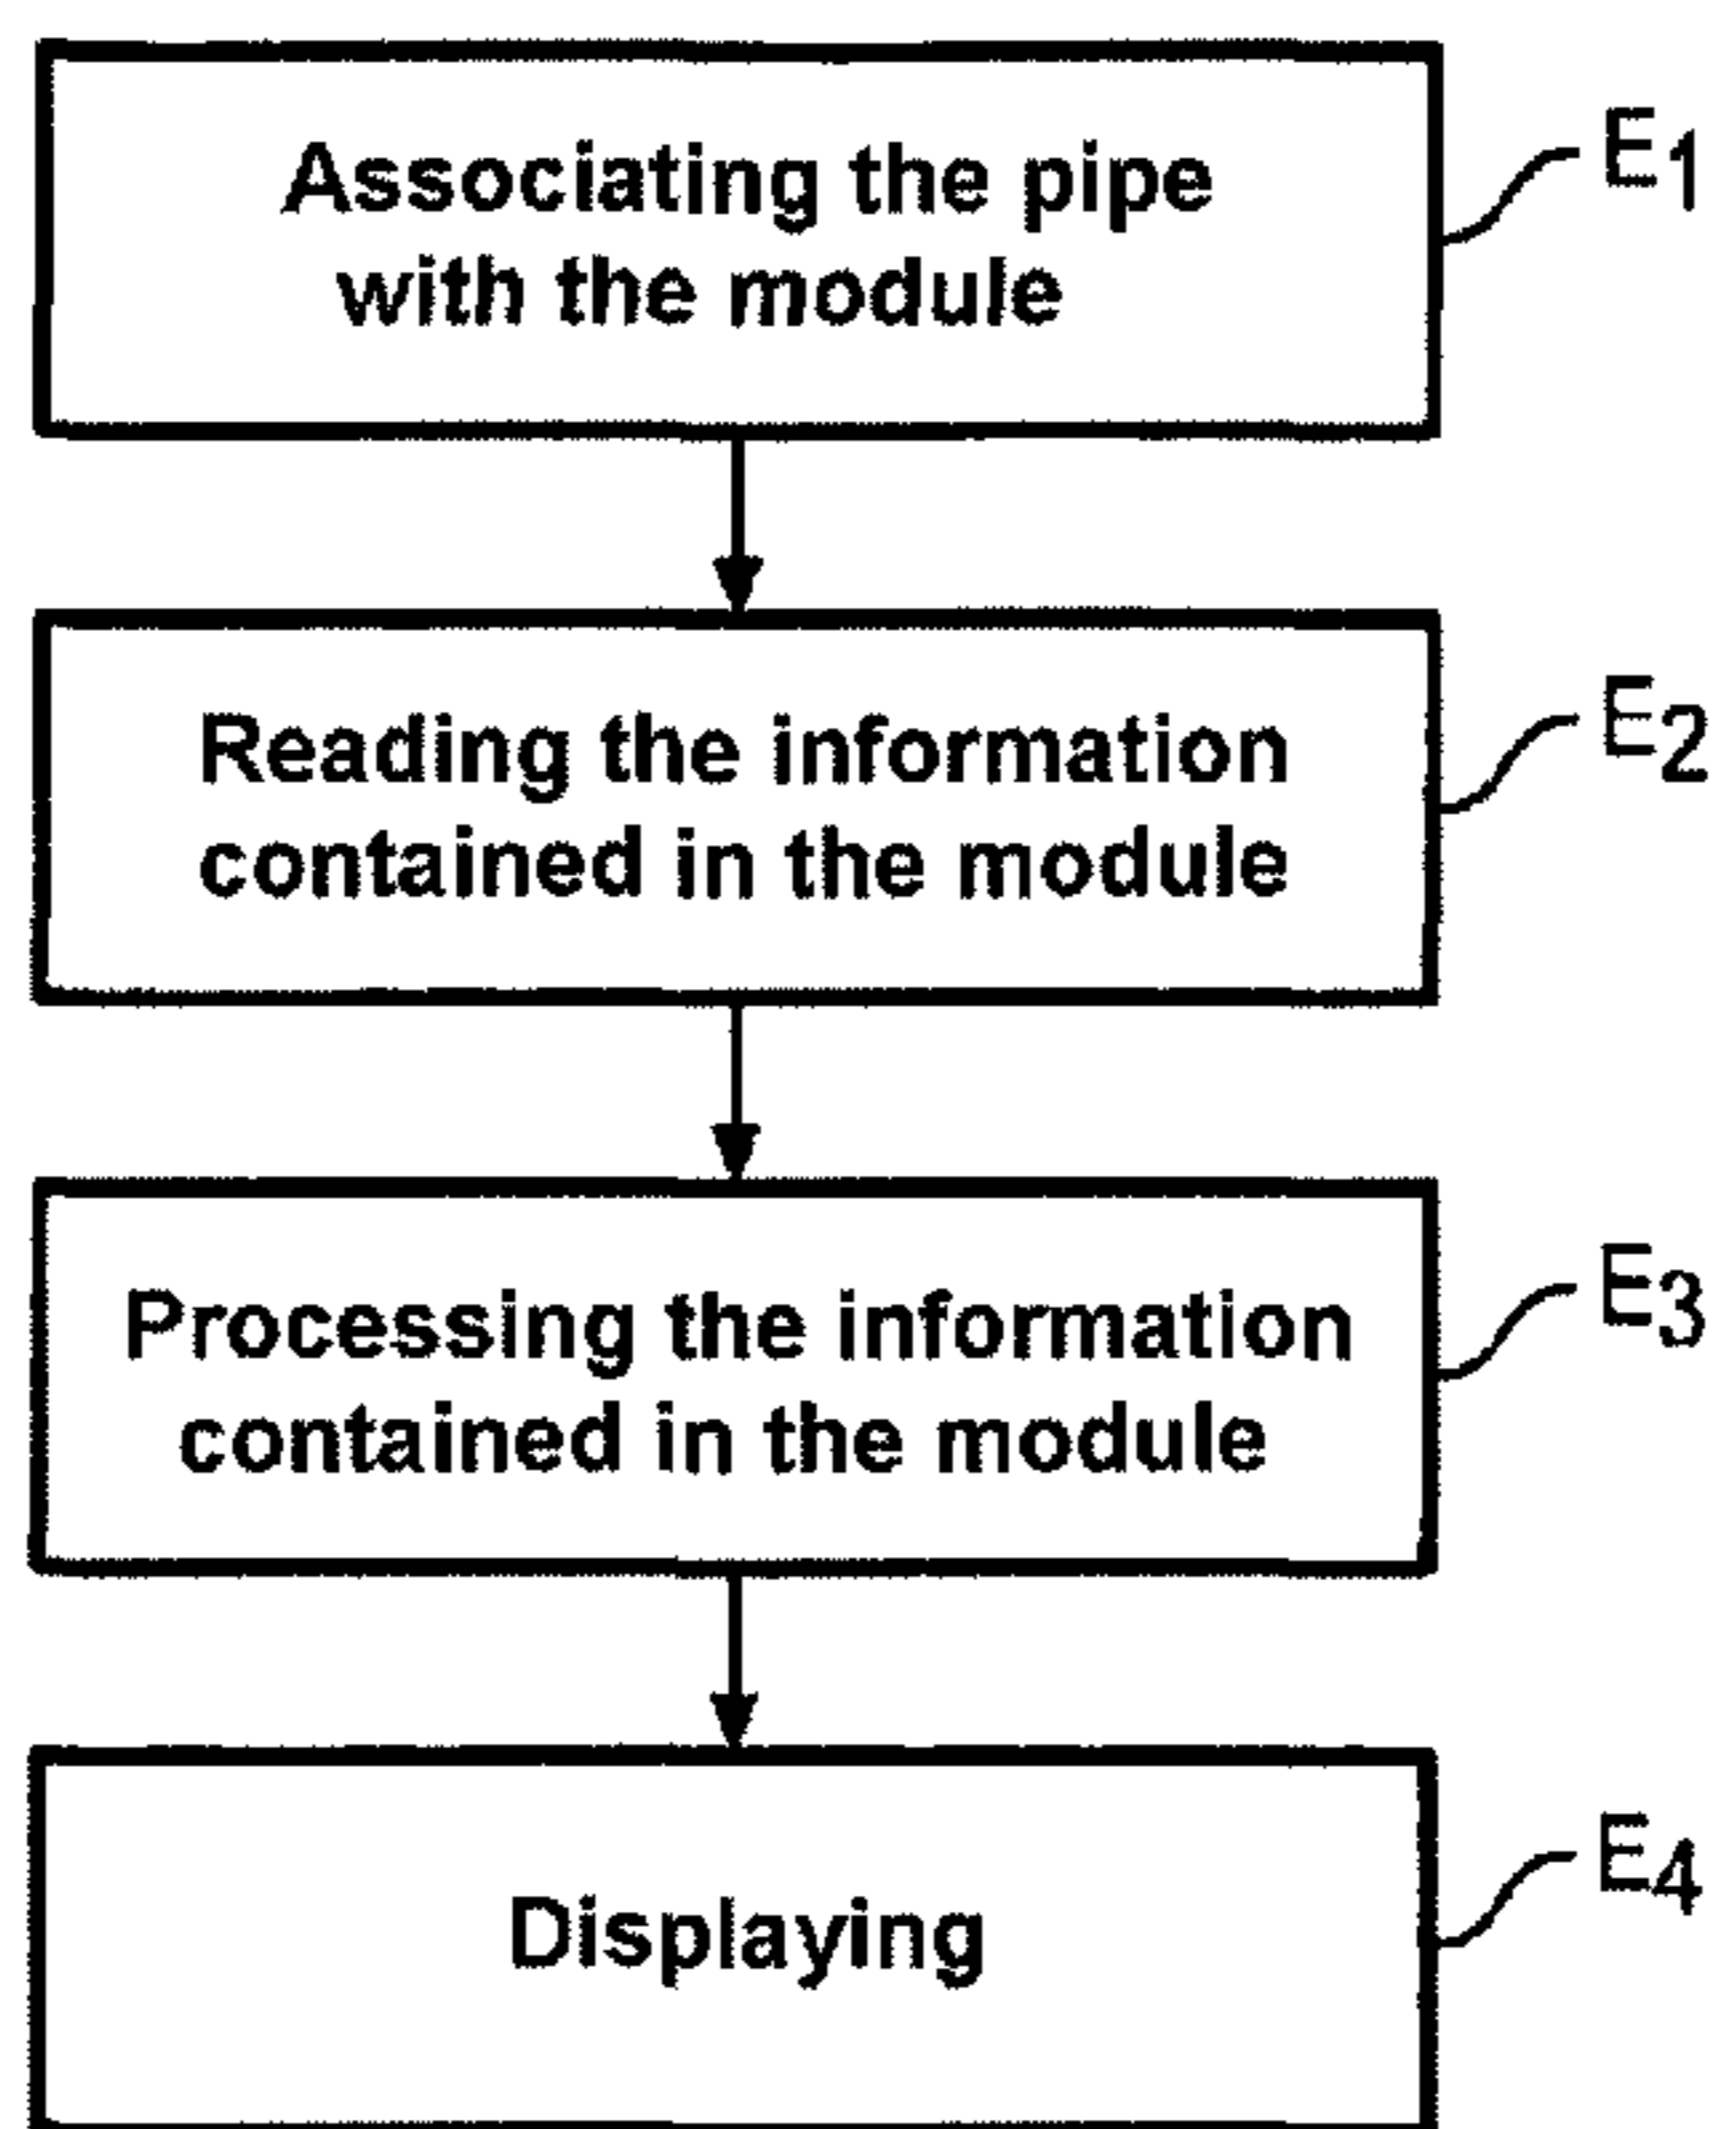 Associating the pipe
with the module
E1
Reading the information
contained in the module
E2
Processing the information
contained in the module
E3
Displaying
E4